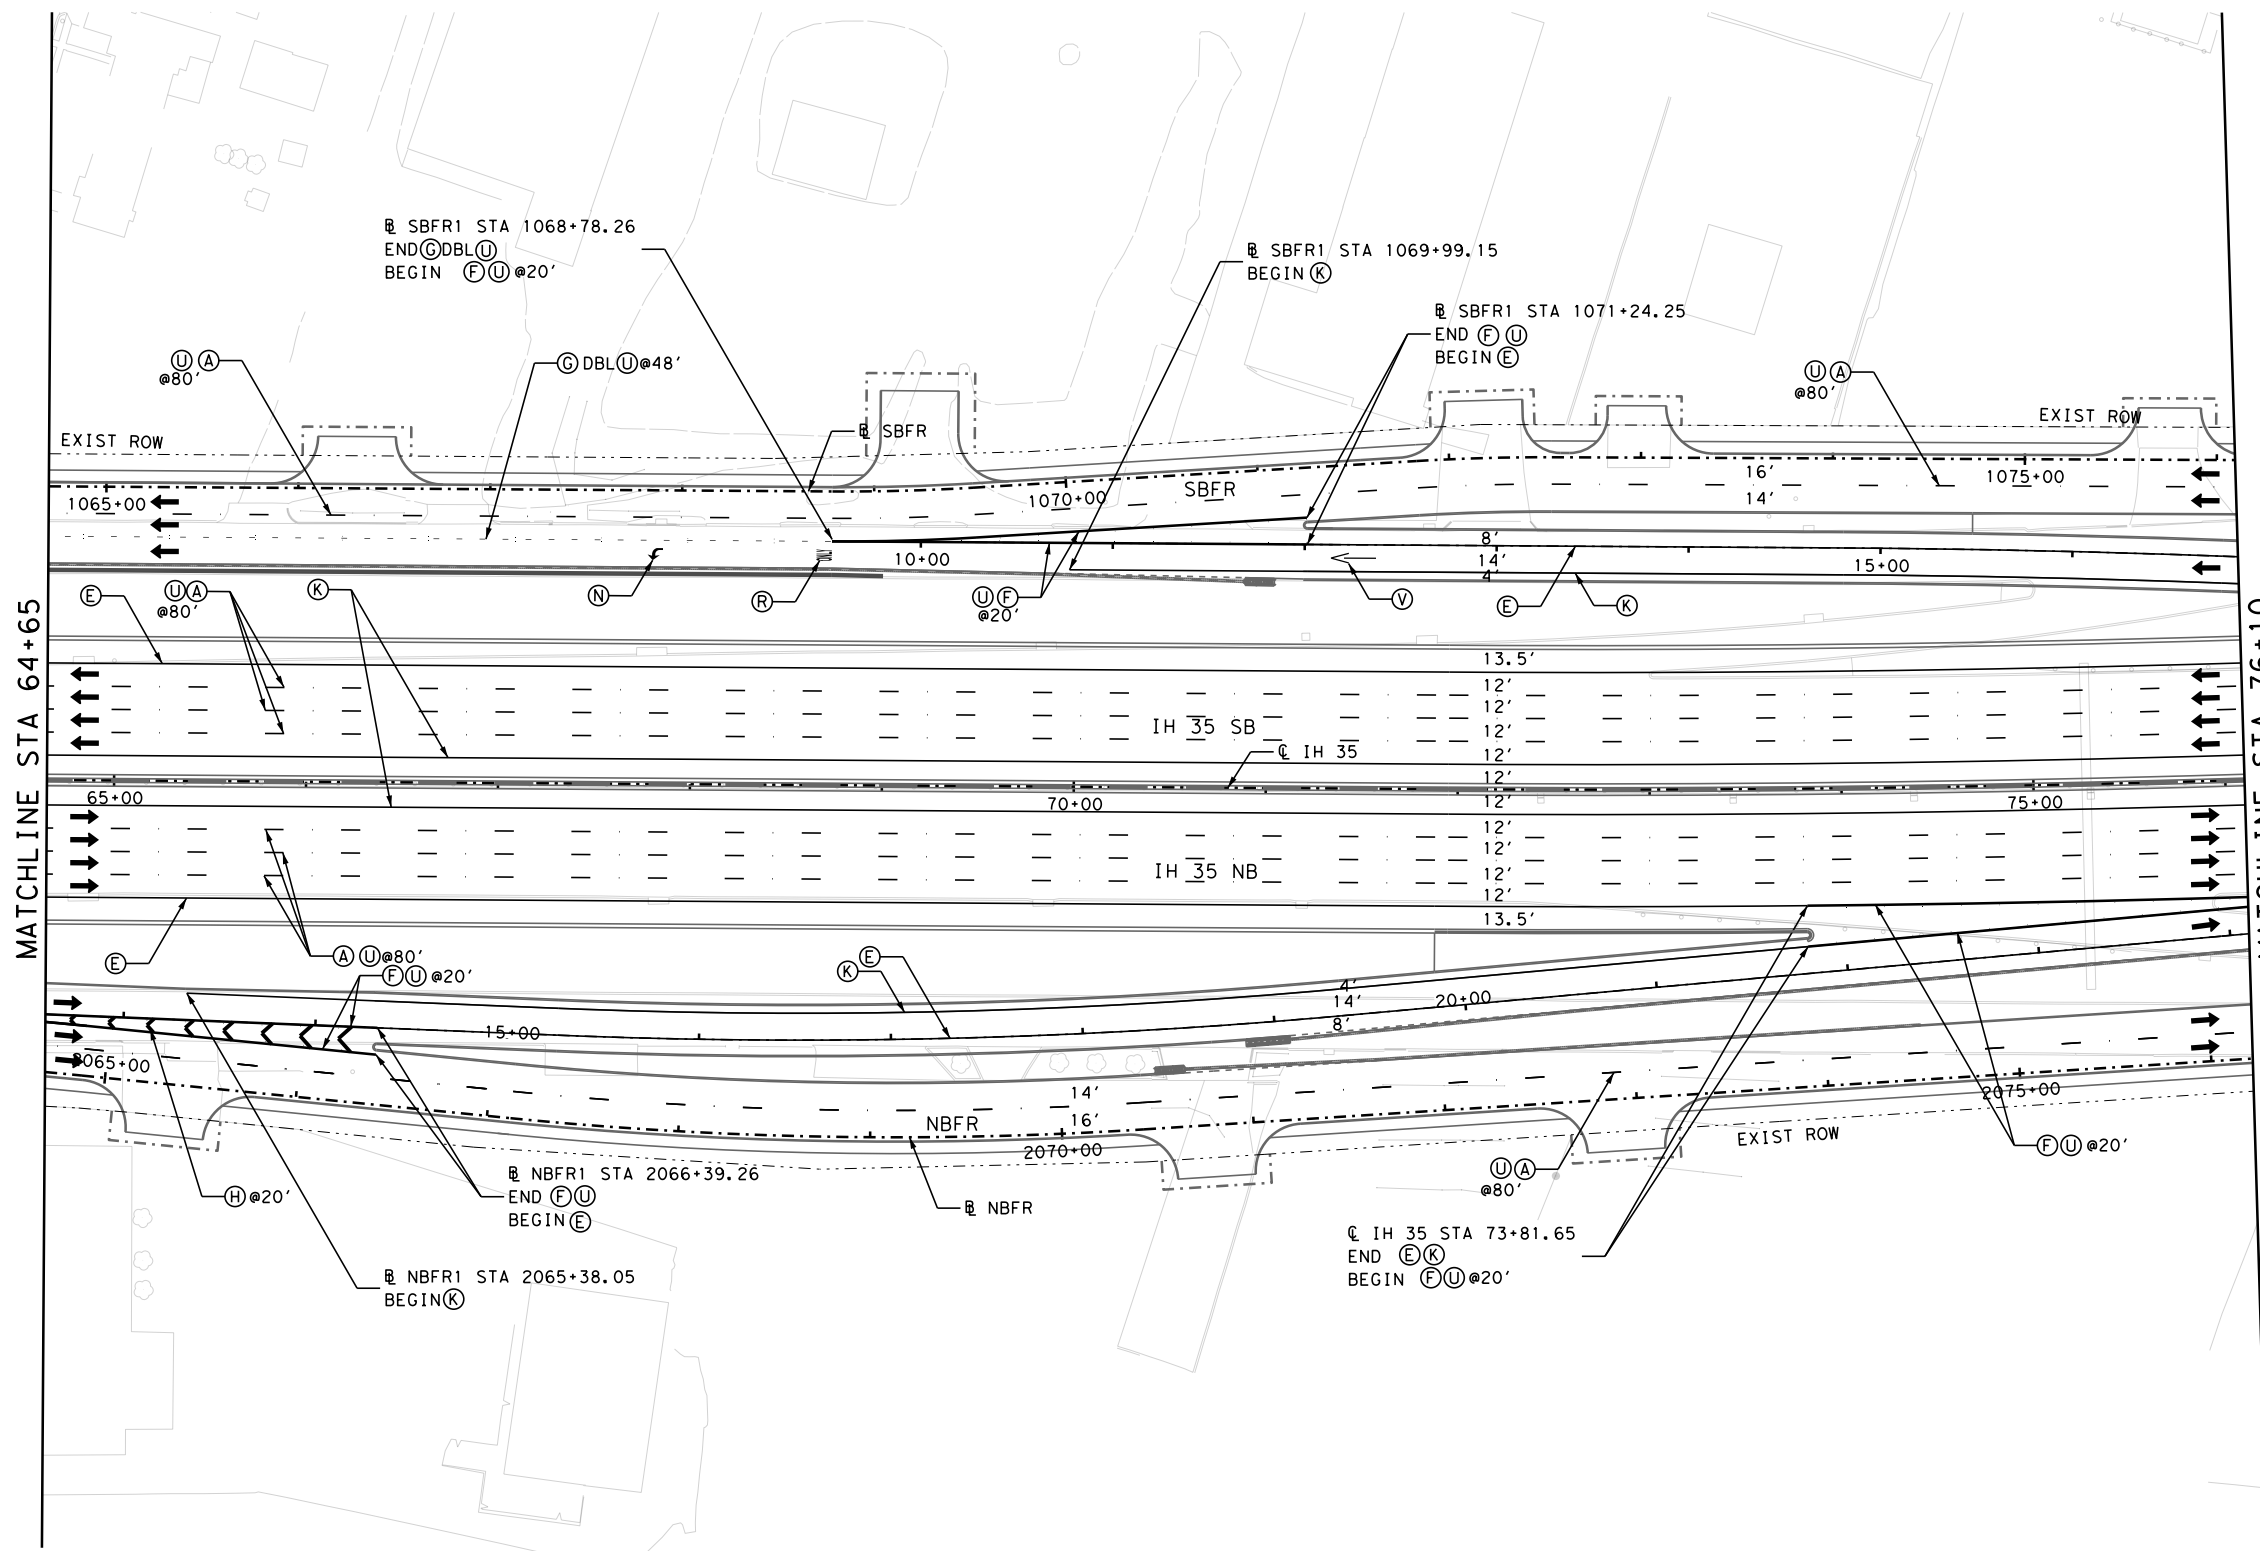 ℄ SBFR1 STA 1068+78.26
END Ⓖ DBL Ⓤ
BEGIN Ⓕ Ⓤ @20'
SBFR1 STA 1069+99.15
BEGIN Ⓚ
SBFR1 STA 1071+24.25
END Ⓕ Ⓤ
BEGIN Ⓔ
Ⓤ Ⓐ
@80'
Ⓖ DBL Ⓤ @48'
Ⓤ Ⓐ
@80'
EXIST ROW
SBFR
EXIST ROW
1065+00
1070+00
SBFR
16'
14'
1075+00
10+00
8'
14'
4'
15+00
Ⓔ
Ⓤ Ⓐ
@80'
Ⓚ
Ⓝ
Ⓡ
Ⓤ Ⓕ
@20'
Ⓥ
Ⓔ
Ⓚ
MATCHLINE STA 64+65
MATCHLINE STA 76+10
13.5'
12'
12'
12'
12'
IH 35 SB
℄ IH 35
12'
12'
65+00
70+00
75+00
12'
12'
12'
12'
IH 35 NB
13.5'
Ⓔ
Ⓐ Ⓤ @80'
Ⓕ Ⓤ @20'
Ⓔ
Ⓚ
4'
14'
8'
20+00
15+00
2065+00
14'
16'
NBFR
2070+00
2075+00
EXIST ROW
Ⓕ Ⓤ @20'
Ⓗ @20'
NBFR1 STA 2066+39.26
END Ⓕ Ⓤ
BEGIN Ⓔ
NBFR
Ⓤ Ⓐ
@80'
℄ IH 35 STA 73+81.65
END Ⓔ Ⓚ
BEGIN Ⓕ Ⓤ @20'
NBFR1 STA 2065+38.05
BEGIN Ⓚ